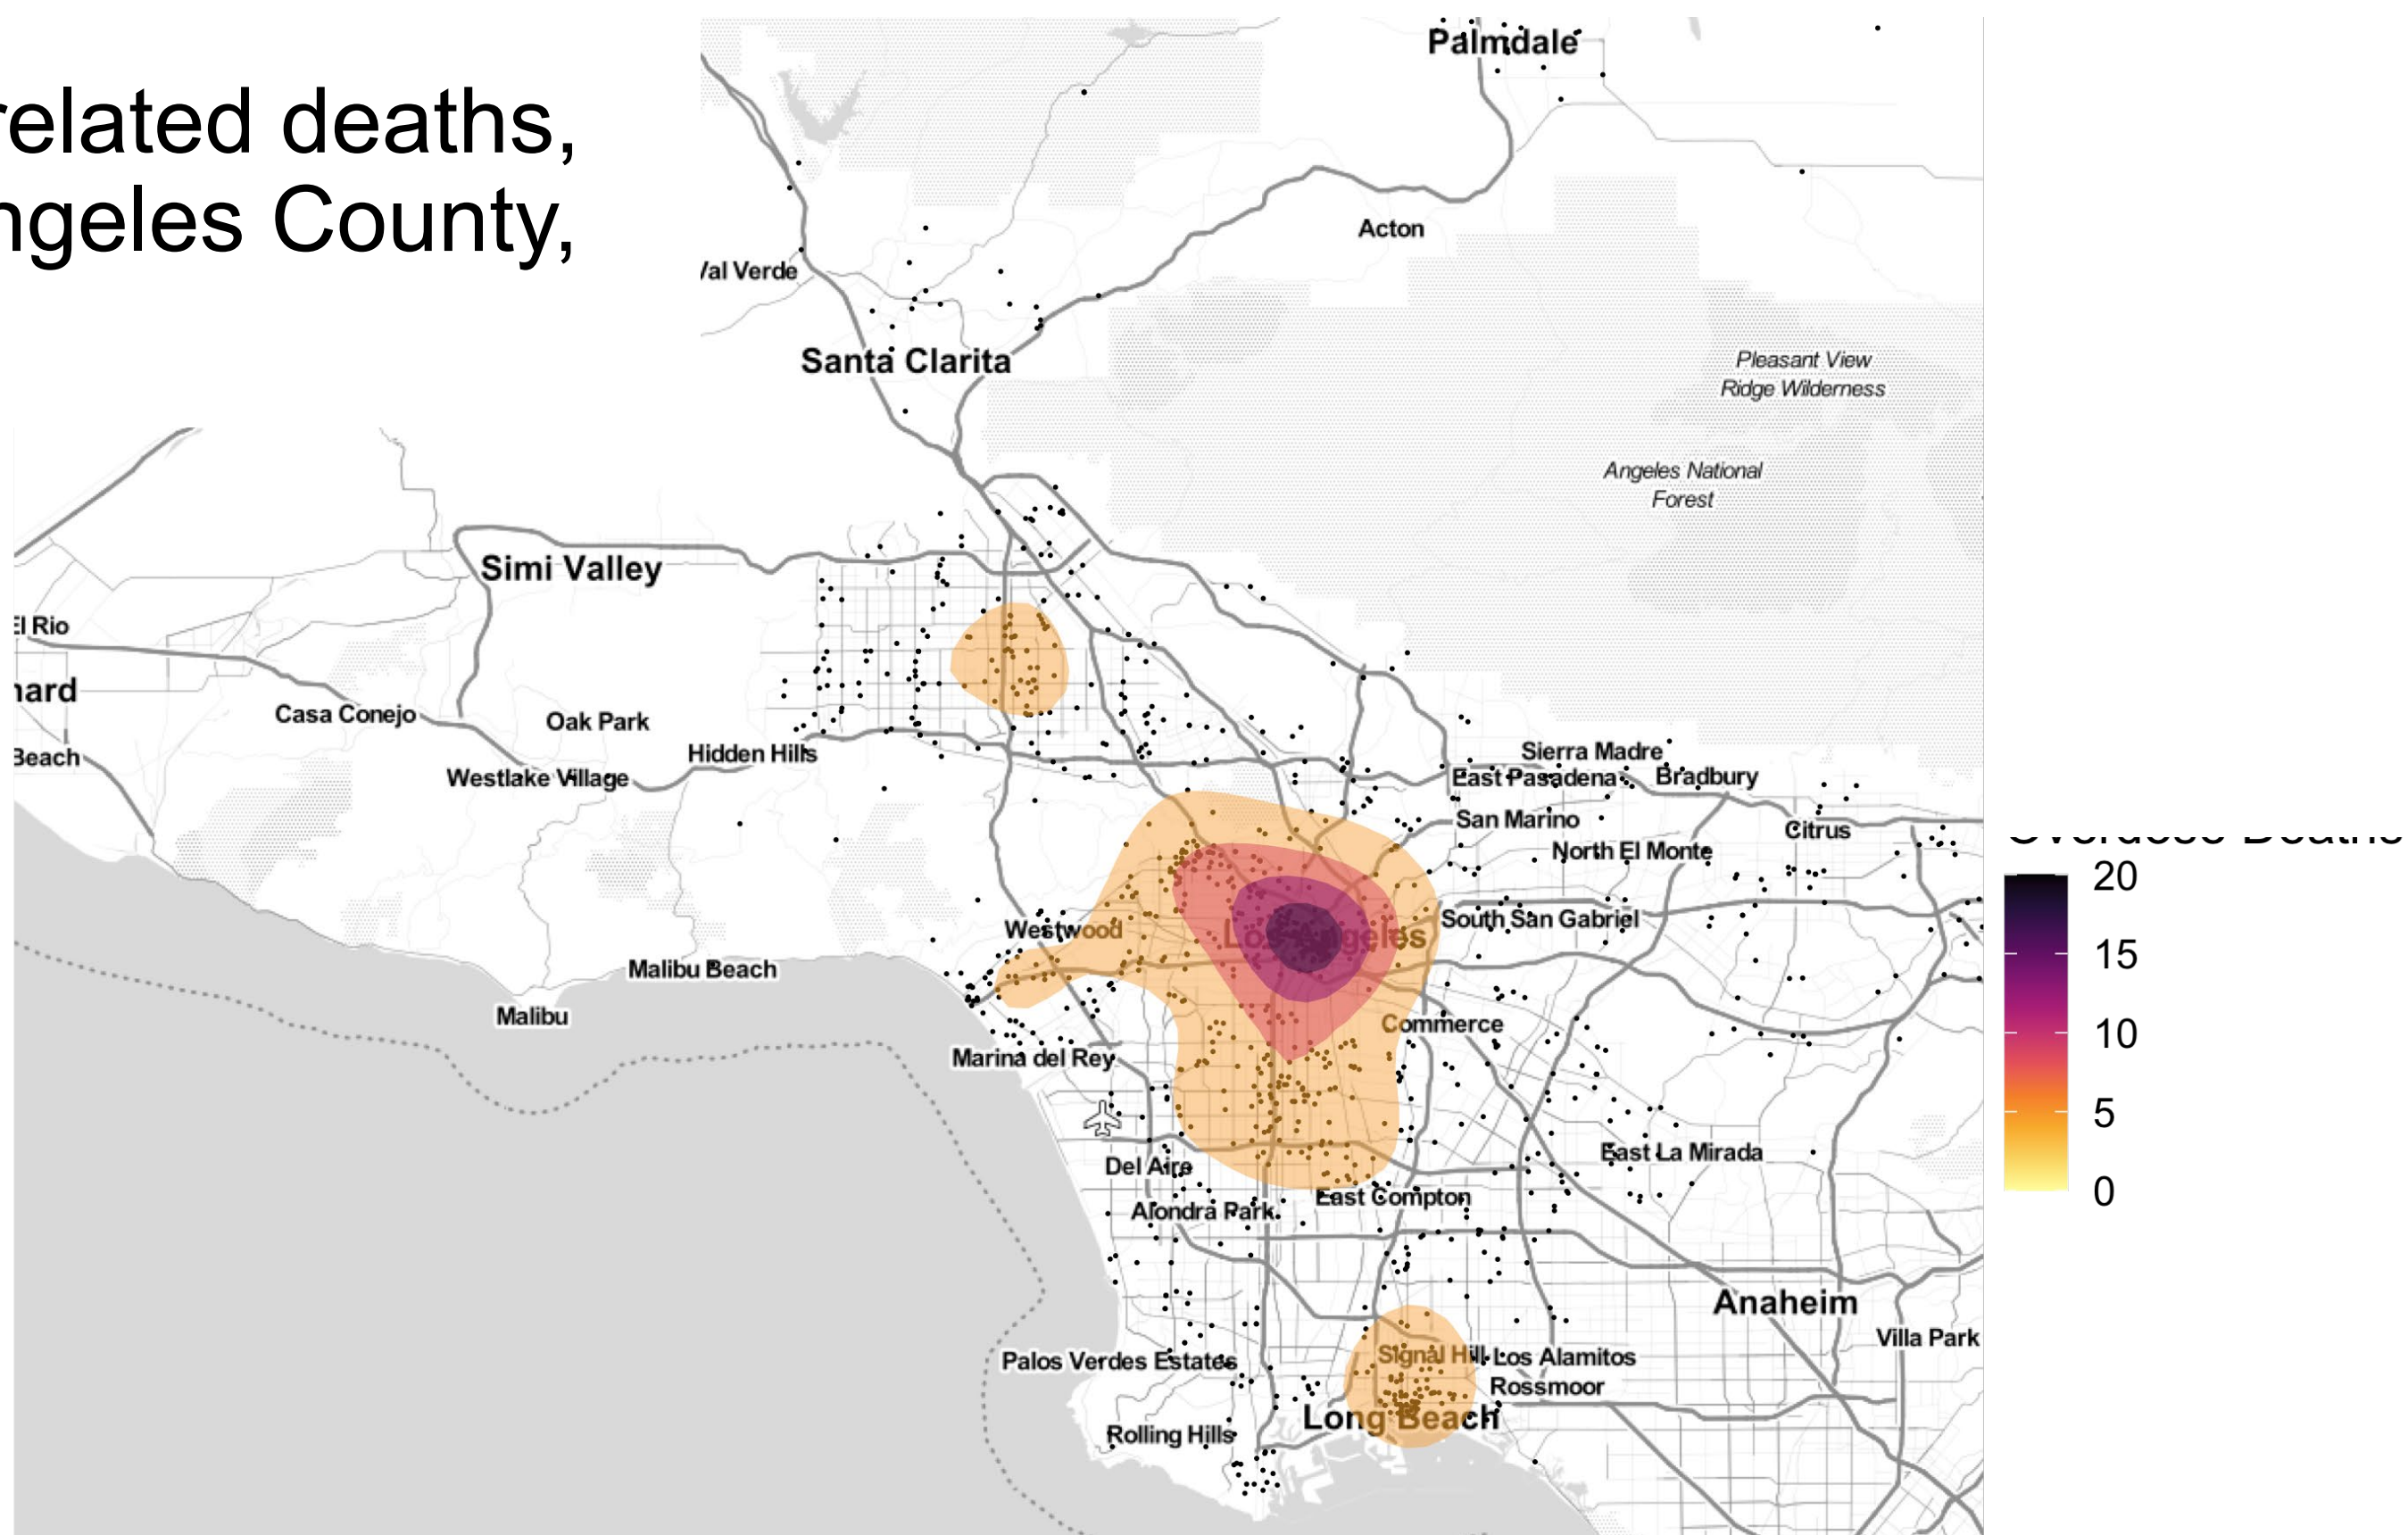 related deaths,
ngeles County,
Palmdale
Acton
Val Verde
Santa Clarita
Pleasant View
Ridge Wilderness
Angeles National
Forest
Simi Valley
El Rio
nard
Casa Conejo
Oak Park
Beach
Hidden Hills
Westlake Village
Sierra Madre
East Pasadena
Bradbury
San Marino
Citrus
North El Monte
Overdose Deaths
20
15
10
5
0
Westwood
Los Angeles
South San Gabriel
Malibu Beach
Malibu
Commerce
Marina del Rey
Del Aire
East La Mirada
East Compton
Alondra Park
Anaheim
Villa Park
Palos Verdes Estates
Signal Hill
Los Alamitos
Rossmoor
Long Beach
Rolling Hills